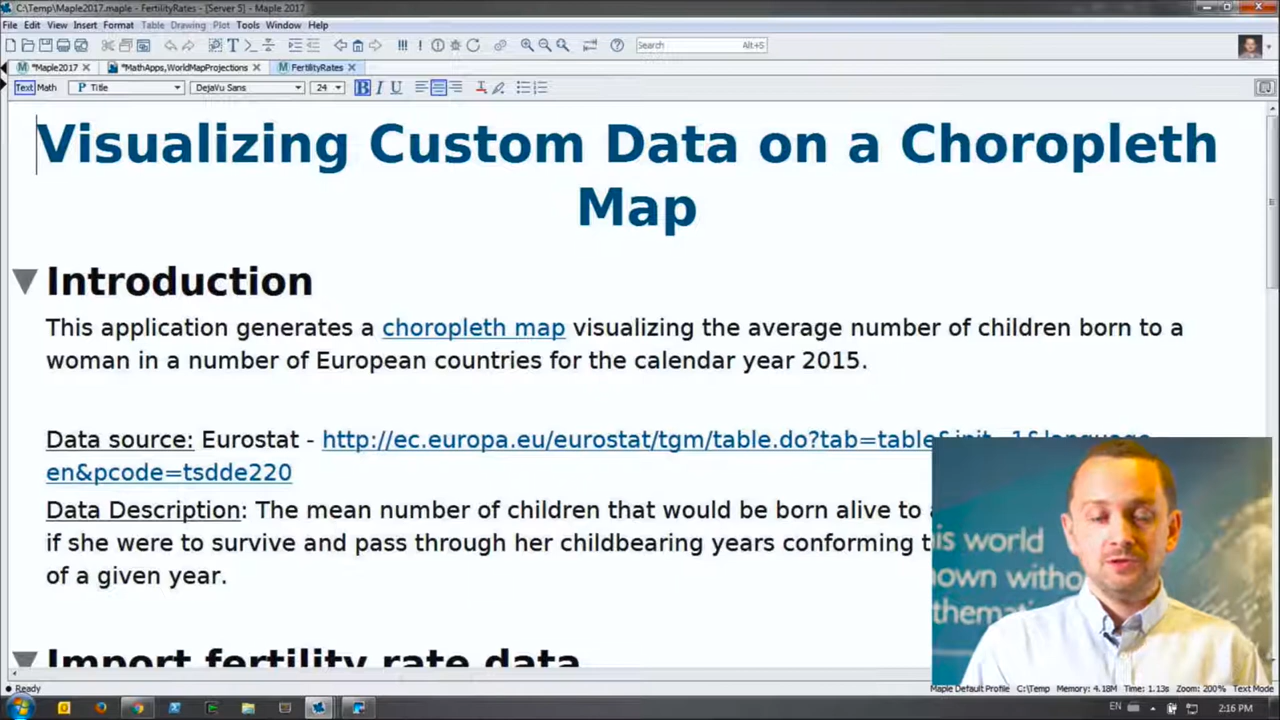 C:\Temp\Maple2017.maple - FertilityRates - [Server 5] - Maple 2017
File Edit View Insert Format Table Drawing Plot Tools Window Help
Search Alt+S
*Maple2017 *MathApps,WorldMapProjections FertilityRates
Text Math P Title DejaVu Sans 24 B I U
Visualizing Custom Data on a Choropleth
Map
Introduction
This application generates a choropleth map visualizing the average number of children born to a
woman in a number of European countries for the calendar year 2015.
Data source: Eurostat - http://ec.europa.eu/eurostat/tgm/table.do?tab=table&init=1&language
en&pcode=tsdde220
Data Description: The mean number of children that would be born alive to
if she were to survive and pass through her childbearing years conforming
of a given year.
is world
nown witho
thema
Import fertility rate data
Ready
Maple Default Profile C:\Temp Memory: 4.18M Time: 1.13s Zoom: 200% Text Mode
EN 2:16 PM